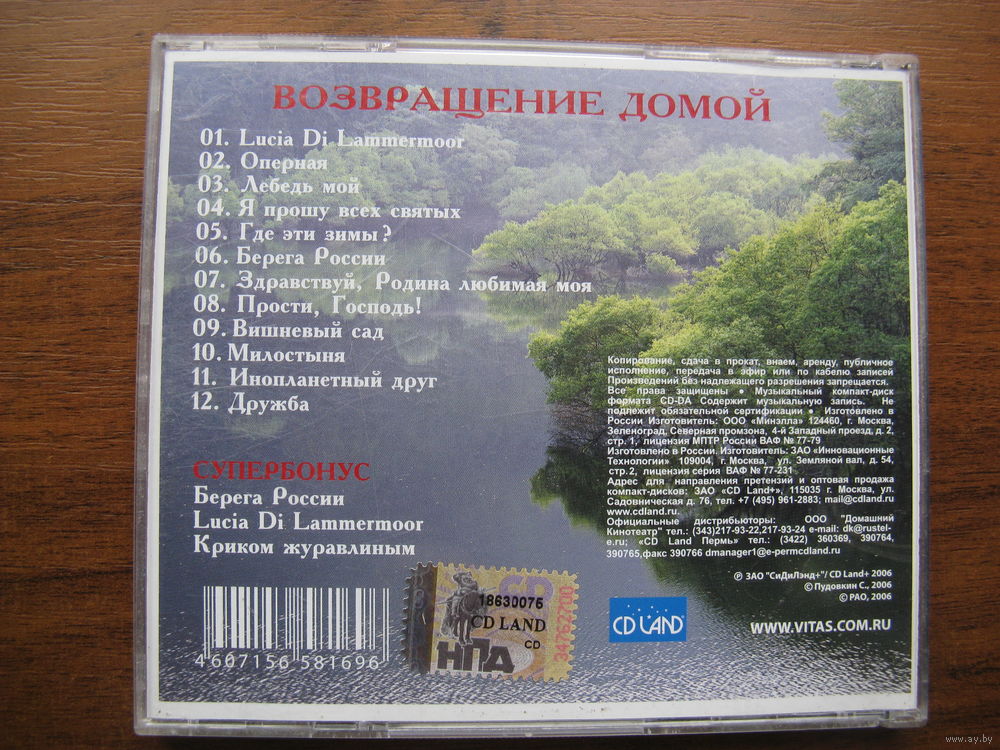 ВОЗВРАЩЕНИЕ ДОМОЙ
01. Lucia Di Lammermoor
02. Оперная
03. Лебедь мой
04. Я прошу всех святых
05. Где эти зимы?
06. Берега России
07. Здравствуй, Родина любимая моя
08. Прости, Господь!
09. Вишневый сад
10. Милостыня
11. Инопланетный друг
12. Дружба
СУПЕРБОНУС
Берега России
Lucia Di Lammermoor
Криком журавлиным
Копирование, сдача в прокат, внаем, аренду, публичное
исполнение, передача в эфир или по кабелю записей
Произведений без надлежащего разрешения запрещается.
Все права защищены ● Музыкальный компакт-диск
формата CD-DA Содержит музыкальную запись. Не
подлежит обязательной сертификации ● Изготовлено в
России Изготовитель: ООО «Минэлла» 124460, г. Москва,
Зеленоград, Северная промзона, 4-й Западный проезд, д. 2,
стр. 1, лицензия МПТР России ВАФ № 77-79
Изготовлено в России. Изготовитель: ЗАО «Инновационные
Технологии» 109004, г. Москва, ул. Земляной вал, д. 54,
стр.2, лицензия серия ВАФ № 77-231
Адрес для направления претензий и оптовая продажа
компакт-дисков: ЗАО «CD Land+», 115035 г. Москва, ул.
Садовническая д. 76, тел. +7 (495) 961-2883; mail@cdland.ru
www.cdland.ru.
Официальные дистрибьюторы: ООО "Домашний
Кинотеатр" тел.: (343)217-93-22,217-93-24 e-mail: dk@rustel-
e.ru; «CD Land Пермь» тел.: (3422) 360369, 390764,
390765,факс 390766 dmanager1@e-permcdland.ru
℗ ЗАО "СиДиЛэнд+"/ CD Land+ 2006
© Пудовкин С., 2006
© РАО, 2006
CD LAND
WWW.VITAS.COM.RU
18630075
CD LAND
CD
НПД
347627700
4607156 581696
www.ay.by